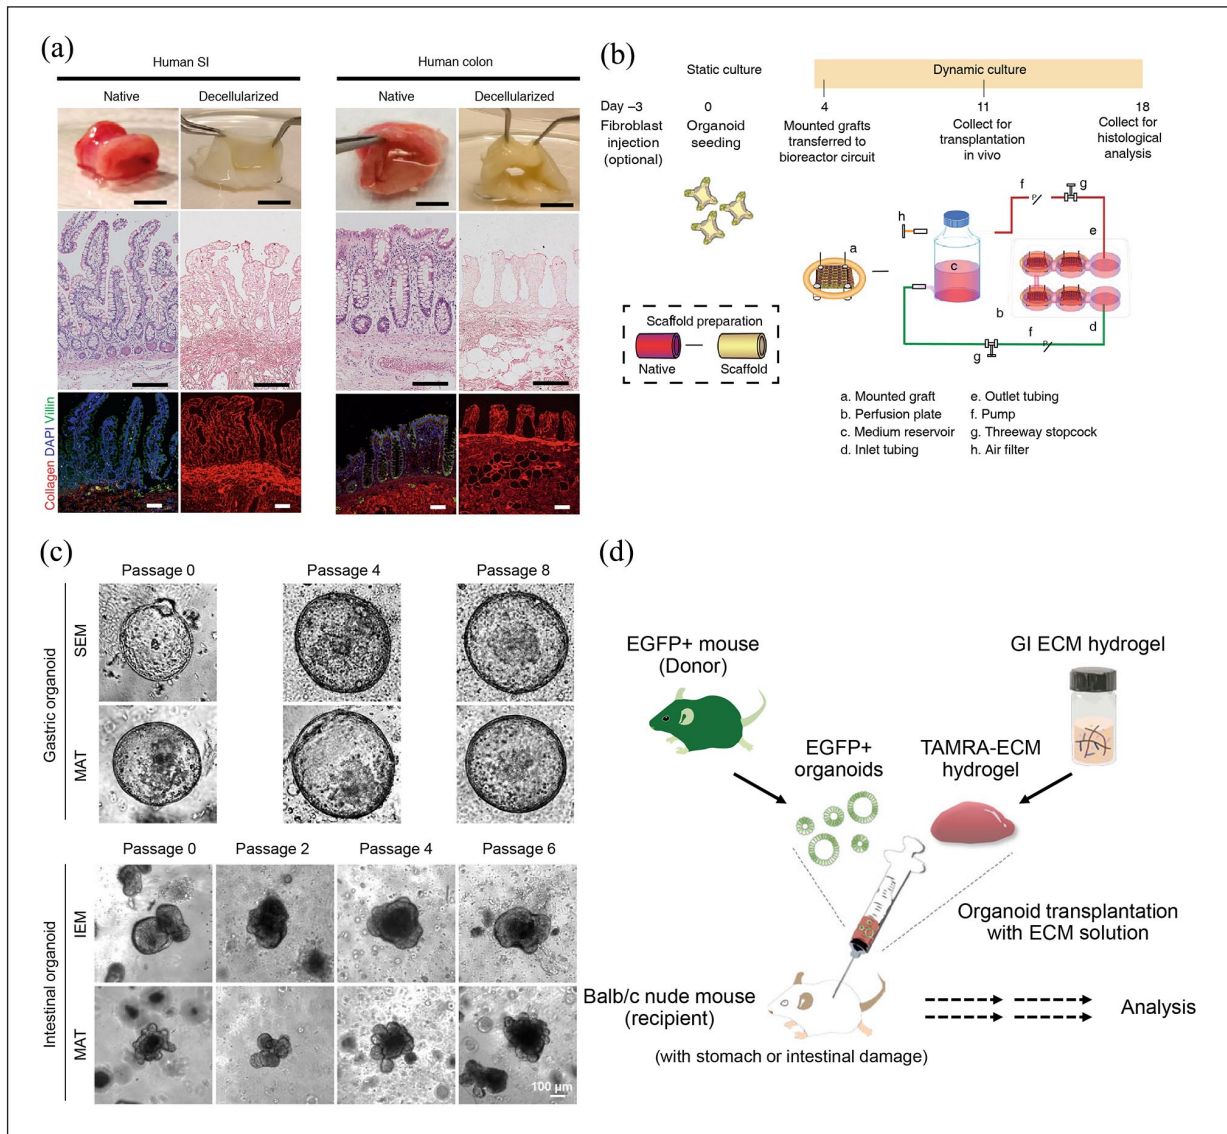 (a)
Human SI
Human colon
Native
Decellularized
Native
Decellularized
Collagen DAPI Villin
(b)
Static culture
Dynamic culture
Day –3
0
4
11
18
Fibroblast
injection
(optional)
Organoid
seeding
Mounted grafts
transferred to
bioreactor circuit
Collect for
transplantation
in vivo
Collect for
histological
analysis
f
g
P
h
e
a
c
b
d
f
P
g
Scaffold preparation
Native
Scaffold
a. Mounted graft
b. Perfusion plate
c. Medium reservoir
d. Inlet tubing
e. Outlet tubing
f. Pump
g. Threeway stopcock
h. Air filter
(c)
Passage 0
Passage 4
Passage 8
Gastric organoid
SEM
MAT
Passage 0
Passage 2
Passage 4
Passage 6
Intestinal organoid
IEM
MAT
100 μm
(d)
EGFP+ mouse
(Donor)
GI ECM hydrogel
EGFP+
organoids
TAMRA-ECM
hydrogel
Organoid transplantation
with ECM solution
Balb/c nude mouse
(recipient)
Analysis
(with stomach or intestinal damage)